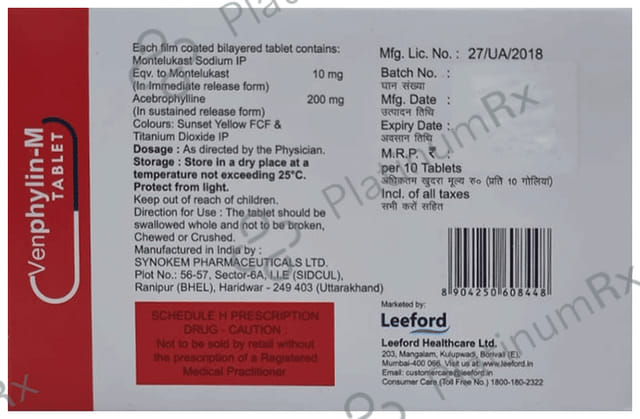 Venphylin-M
TABLET
Each film coated bilayered tablet contains:
Montelukast Sodium IP
Eqv. to Montelukast 10 mg
(In Immediate release form)
Acebrophylline 200 mg
(In sustained release form)
Colours: Sunset Yellow FCF &
Titanium Dioxide IP
Dosage : As directed by the Physician.
Storage : Store in a dry place at a
temperature not exceeding 25°C.
Protect from light.
Keep out of reach of children.
Direction for Use : The tablet should be
swallowed whole and not to be broken,
Chewed or Crushed.
Manufactured in India by :
SYNOKEM PHARMACEUTICALS LTD.
Plot No.: 56-57, Sector-6A, I.I.E (SIDCUL),
Ranipur (BHEL), Haridwar - 249 403 (Uttarakhand)
SCHEDULE H PRESCRIPTION
DRUG - CAUTION :
Not to be sold by retail without
the prescription of a Registered
Medical Practitioner
Mfg. Lic. No. : 27/UA/2018
Batch No. :
घान संख्या
Mfg. Date :
उत्पादन तिथि
Expiry Date :
अवसान तिथि
M.R.P. ₹ :
per 10 Tablets
अधिकतम खुदरा मूल्य रु० (प्रति 10 गोलियां)
Incl. of all taxes
सभी करों सहित
8 904250 608448
Marketed by:
Leeford
Leeford Healthcare Ltd.
203, Mangalam, Kulupwadi, Borivali (E),
Mumbai-400 066. Visit us at: www.leeford.in
Email: customercare@leeford.in
Consumer Care (Toll Free No.) 1800-180-2322
PlatinumRx
PlatinumRx
PlatinumRx